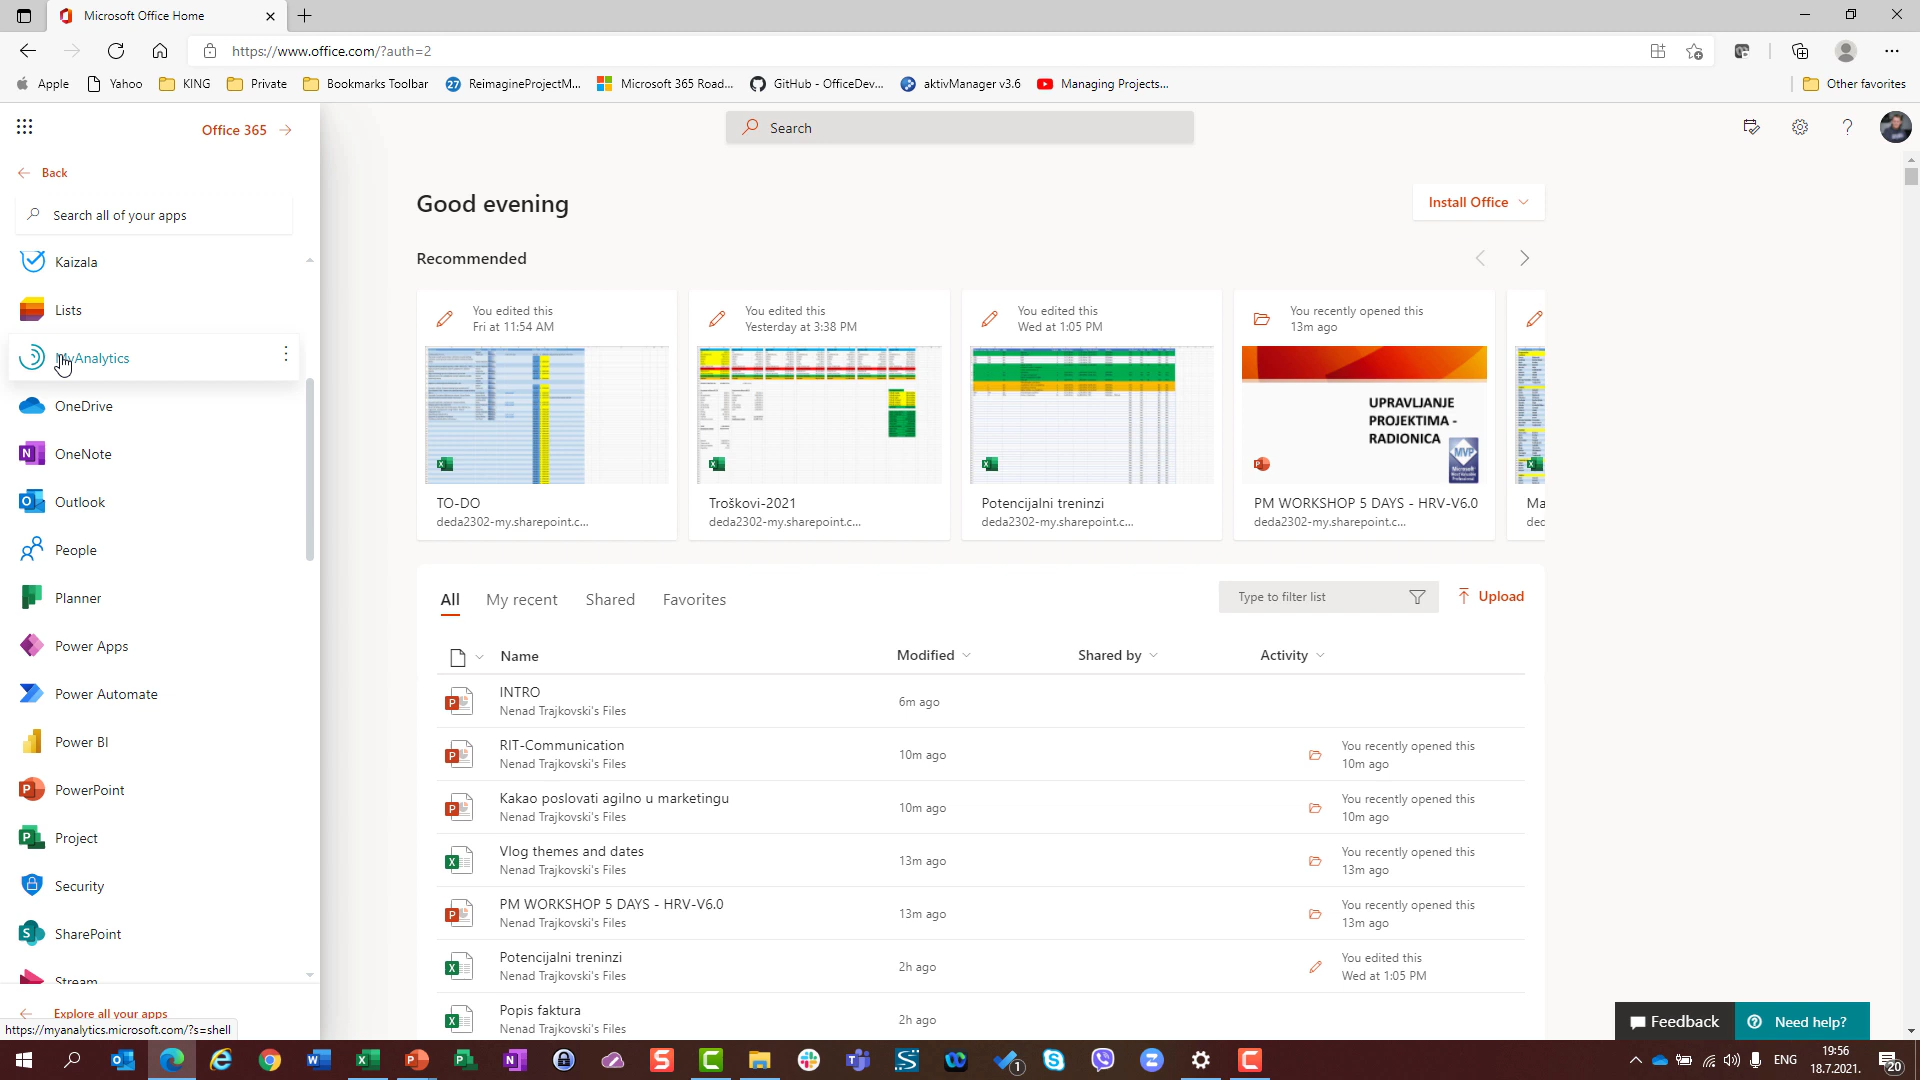 Microsoft Office Home
https://www.office.com/?auth=2
Apple
Yahoo
KING
Private
Bookmarks Toolbar
27
ReimagineProjectM...
Microsoft 365 Road...
GitHub - OfficeDev...
aktivManager v3.6
Managing Projects...
Other favorites
Office 365
Search
Back
Search all of your apps
Kaizala
Lists
MyAnalytics
OneDrive
OneNote
Outlook
People
Planner
Power Apps
Power Automate
Power BI
PowerPoint
Project
Security
SharePoint
Stream
Explore all your apps
https://myanalytics.microsoft.com/?s=shell
Good evening
Install Office
Recommended
You edited this
Fri at 11:54 AM
TO-DO
deda2302-my.sharepoint.c...
You edited this
Yesterday at 3:38 PM
Troškovi-2021
deda2302-my.sharepoint.c...
You edited this
Wed at 1:05 PM
Potencijalni treninzi
deda2302-my.sharepoint.c...
You recently opened this
13m ago
UPRAVLJANJE
PROJEKTIMA -
RADIONICA
MVP
PM WORKSHOP 5 DAYS - HRV-V6.0
deda2302-my.sharepoint.c...
Ma
ded
All
My recent
Shared
Favorites
Type to filter list
Upload
Name
Modified
Shared by
Activity
INTRO
Nenad Trajkovski's Files
6m ago
RIT-Communication
Nenad Trajkovski's Files
10m ago
You recently opened this
10m ago
Kakao poslovati agilno u marketingu
Nenad Trajkovski's Files
10m ago
You recently opened this
10m ago
Vlog themes and dates
Nenad Trajkovski's Files
13m ago
You recently opened this
13m ago
PM WORKSHOP 5 DAYS - HRV-V6.0
Nenad Trajkovski's Files
13m ago
You recently opened this
13m ago
Potencijalni treninzi
Nenad Trajkovski's Files
2h ago
You edited this
Wed at 1:05 PM
Popis faktura
Nenad Trajkovski's Files
2h ago
Feedback
Need help?
1
ENG
19:56
18.7.2021.
20